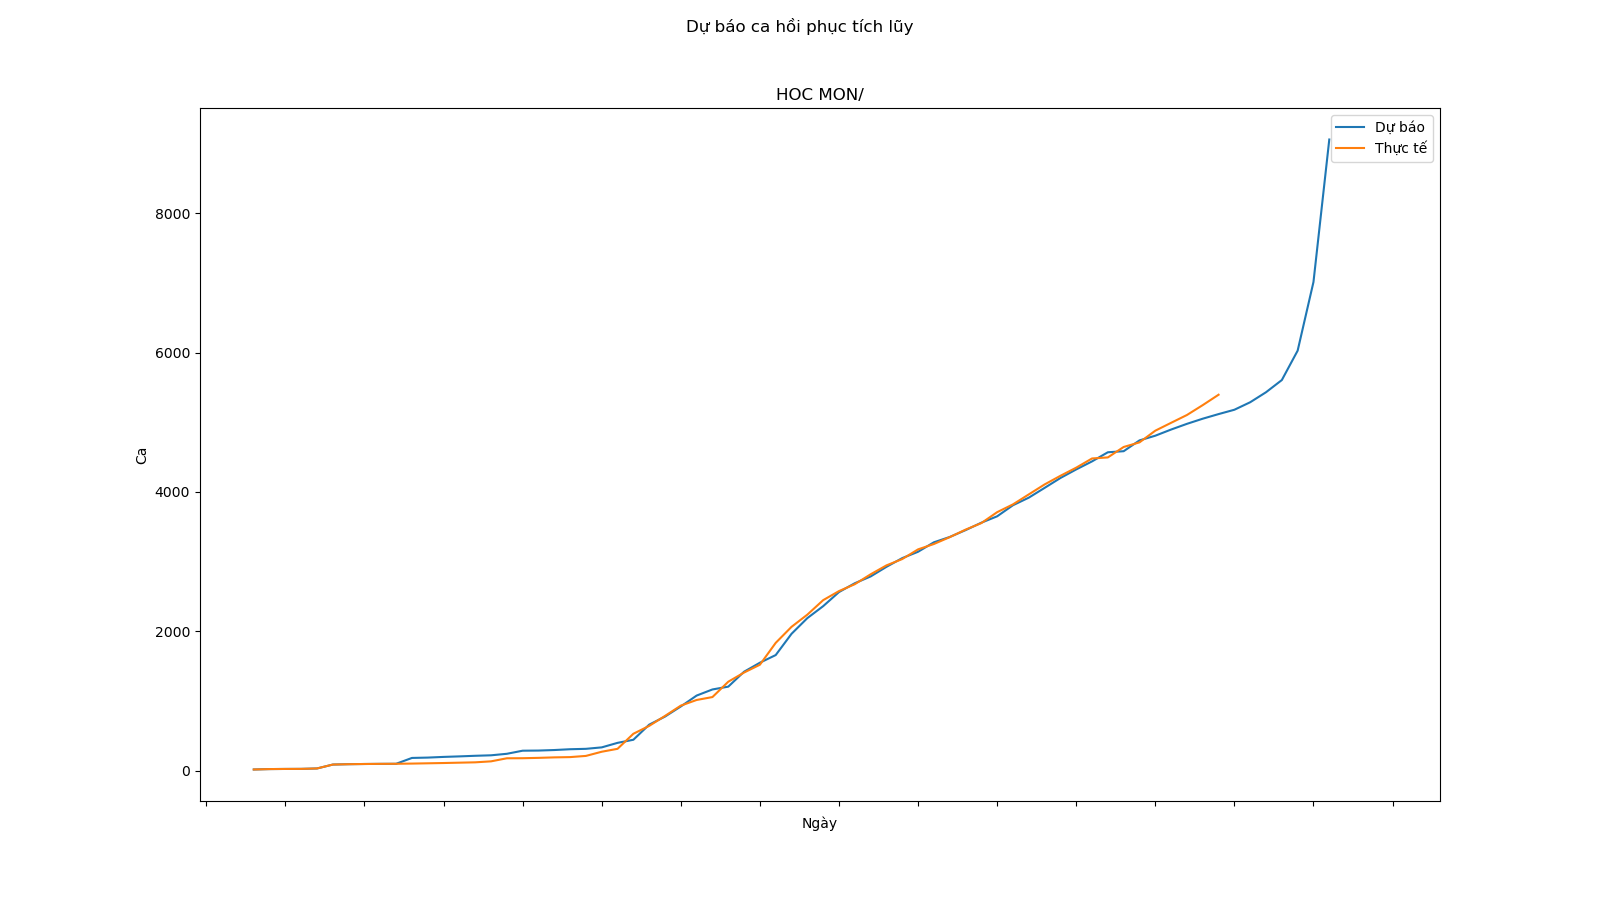 Dự báo ca hồi phục tích lũy
HOC MON/
Dự báo
Thực tế
8000
6000
4000
2000
0
Ca
Ngày